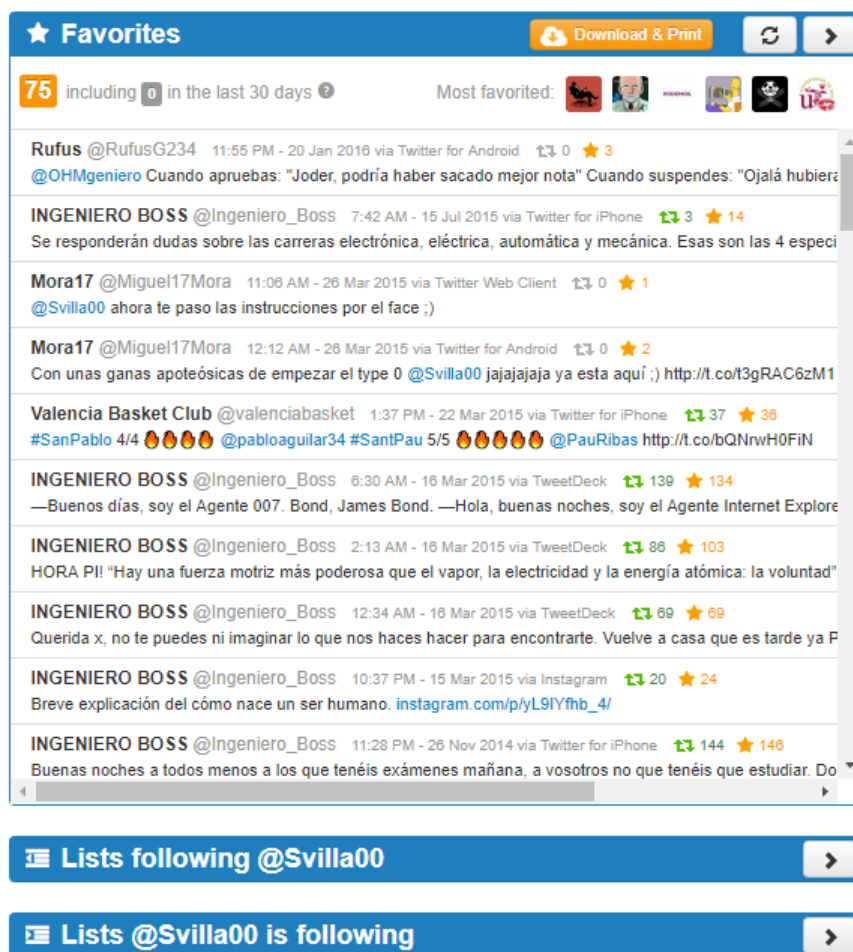 Favorites Download & Print
75 including 0 in the last 30 days Most favorited: PODEMOS.
Rufus @RufusG234 11:55 PM - 20 Jan 2016 via Twitter for Android 0 3
@OHMgeniero Cuando apruebas: "Joder, podría haber sacado mejor nota" Cuando suspendes: "Ojalá hubiera
INGENIERO BOSS @Ingeniero_Boss 7:42 AM - 15 Jul 2015 via Twitter for iPhone 3 14
Se responderán dudas sobre las carreras electrónica, eléctrica, automática y mecánica. Esas son las 4 especi
Mora17 @Miguel17Mora 11:06 AM - 26 Mar 2015 via Twitter Web Client 0 1
@Svilla00 ahora te paso las instrucciones por el face ;)
Mora17 @Miguel17Mora 12:12 AM - 26 Mar 2015 via Twitter for Android 0 2
Con unas ganas apoteósicas de empezar el type 0 @Svilla00 jajajajaja ya esta aquí ;) http://t.co/t3gRAC6zM1
Valencia Basket Club @valenciabasket 1:37 PM - 22 Mar 2015 via Twitter for iPhone 37 36
#SanPablo 4/4 🔥🔥🔥🔥 @pabloaguilar34 #SantPau 5/5 🔥🔥🔥🔥🔥 @PauRibas http://t.co/bQNrwH0FiN
INGENIERO BOSS @Ingeniero_Boss 6:30 AM - 16 Mar 2015 via TweetDeck 139 134
—Buenos días, soy el Agente 007. Bond, James Bond. —Hola, buenas noches, soy el Agente Internet Explore
INGENIERO BOSS @Ingeniero_Boss 2:13 AM - 16 Mar 2015 via TweetDeck 86 103
HORA PI! “Hay una fuerza motriz más poderosa que el vapor, la electricidad y la energía atómica: la voluntad”
INGENIERO BOSS @Ingeniero_Boss 12:34 AM - 16 Mar 2015 via TweetDeck 69 69
Querida x, no te puedes ni imaginar lo que nos haces hacer para encontrarte. Vuelve a casa que es tarde ya P
INGENIERO BOSS @Ingeniero_Boss 10:37 PM - 15 Mar 2015 via Instagram 20 24
Breve explicación del cómo nace un ser humano. instagram.com/p/yL9lYfhb_4/
INGENIERO BOSS @Ingeniero_Boss 11:28 PM - 26 Nov 2014 via Twitter for iPhone 144 146
Buenas noches a todos menos a los que tenéis exámenes mañana, a vosotros no que tenéis que estudiar. Do
Lists following @Svilla00
Lists @Svilla00 is following